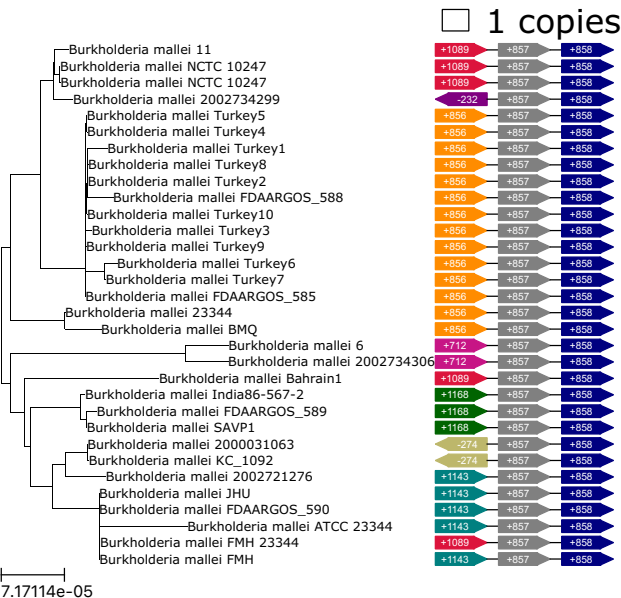 1 copies
Burkholderia mallei 11 +1089 +857 +858
Burkholderia mallei NCTC 10247 +1089 +857 +858
Burkholderia mallei NCTC 10247 +1089 +857 +858
Burkholderia mallei 2002734299 -232 +857 +858
Burkholderia mallei Turkey5 +856 +857 +858
Burkholderia mallei Turkey4 +856 +857 +858
Burkholderia mallei Turkey1 +856 +857 +858
Burkholderia mallei Turkey8 +856 +857 +858
Burkholderia mallei Turkey2 +856 +857 +858
Burkholderia mallei FDAARGOS_588 +856 +857 +858
Burkholderia mallei Turkey10 +856 +857 +858
Burkholderia mallei Turkey3 +856 +857 +858
Burkholderia mallei Turkey9 +856 +857 +858
Burkholderia mallei Turkey6 +856 +857 +858
Burkholderia mallei Turkey7 +856 +857 +858
Burkholderia mallei FDAARGOS_585 +856 +857 +858
Burkholderia mallei 23344 +856 +857 +858
Burkholderia mallei BMQ +856 +857 +858
Burkholderia mallei 6 +712 +857 +858
Burkholderia mallei 2002734306 +712 +857 +858
Burkholderia mallei Bahrain1 +1089 +857 +858
Burkholderia mallei India86-567-2 +1168 +857 +858
Burkholderia mallei FDAARGOS_589 +1168 +857 +858
Burkholderia mallei SAVP1 +1168 +857 +858
Burkholderia mallei 2000031063 -274 +857 +858
Burkholderia mallei KC_1092 -274 +857 +858
Burkholderia mallei 2002721276 +1143 +857 +858
Burkholderia mallei JHU +1143 +857 +858
Burkholderia mallei FDAARGOS_590 +1143 +857 +858
Burkholderia mallei ATCC 23344 +1143 +857 +858
Burkholderia mallei FMH 23344 +1089 +857 +858
Burkholderia mallei FMH +1143 +857 +858
7.17114e-05